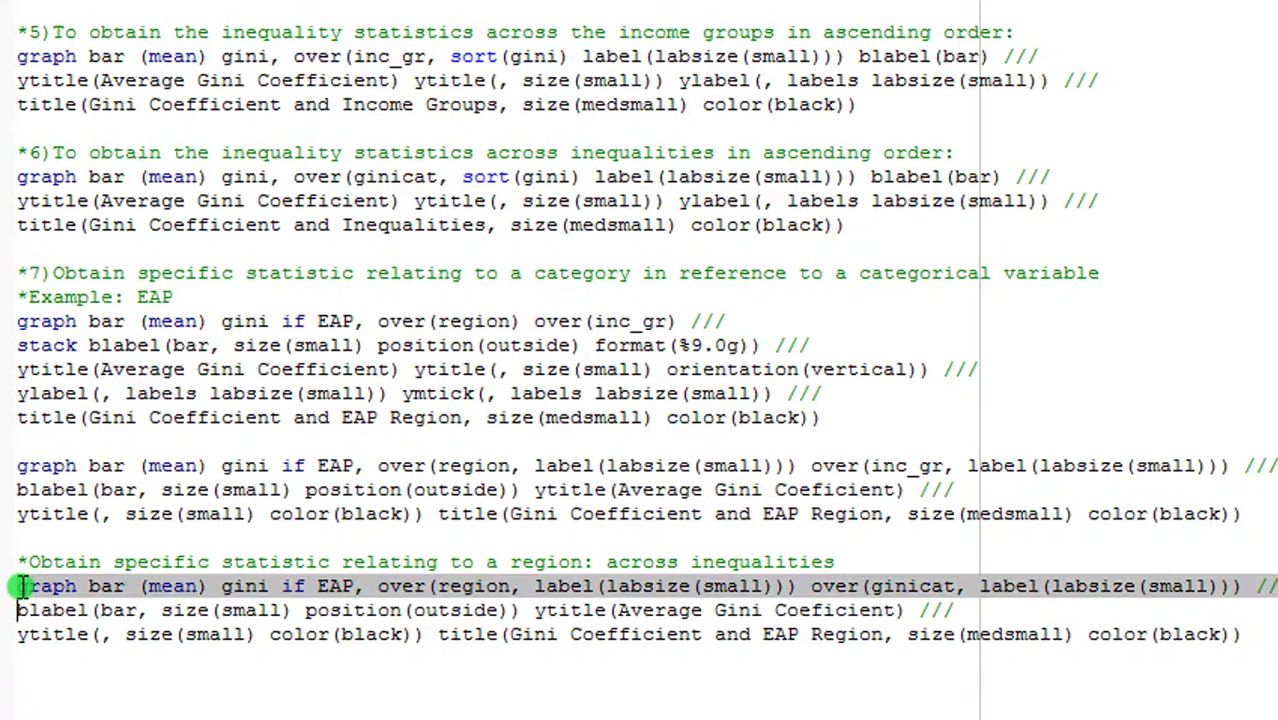 *5)To obtain the inequality statistics across the income groups in ascending order:
graph bar (mean) gini, over(inc_gr, sort(gini) label(labsize(small))) blabel(bar) ///
ytitle(Average Gini Coefficient) ytitle(, size(small)) ylabel(, labels labsize(small)) ///
title(Gini Coefficient and Income Groups, size(medsmall) color(black))
*6)To obtain the inequality statistics across inequalities in ascending order:
graph bar (mean) gini, over(ginicat, sort(gini) label(labsize(small))) blabel(bar) ///
ytitle(Average Gini Coefficient) ytitle(, size(small)) ylabel(, labels labsize(small)) ///
title(Gini Coefficient and Inequalities, size(medsmall) color(black))
*7)Obtain specific statistic relating to a category in reference to a categorical variable
*Example: EAP
graph bar (mean) gini if EAP, over(region) over(inc_gr) ///
stack blabel(bar, size(small) position(outside) format(%9.0g)) ///
ytitle(Average Gini Coefficient) ytitle(, size(small) orientation(vertical)) ///
ylabel(, labels labsize(small)) ymtick(, labels labsize(small)) ///
title(Gini Coefficient and EAP Region, size(medsmall) color(black))
graph bar (mean) gini if EAP, over(region, label(labsize(small))) over(inc_gr, label(labsize(small))) ///
blabel(bar, size(small) position(outside)) ytitle(Average Gini Coeficient) ///
ytitle(, size(small) color(black)) title(Gini Coefficient and EAP Region, size(medsmall) color(black))
*Obtain specific statistic relating to a region: across inequalities
graph bar (mean) gini if EAP, over(region, label(labsize(small))) over(ginicat, label(labsize(small))) //
blabel(bar, size(small) position(outside)) ytitle(Average Gini Coeficient) ///
ytitle(, size(small) color(black)) title(Gini Coefficient and EAP Region, size(medsmall) color(black))